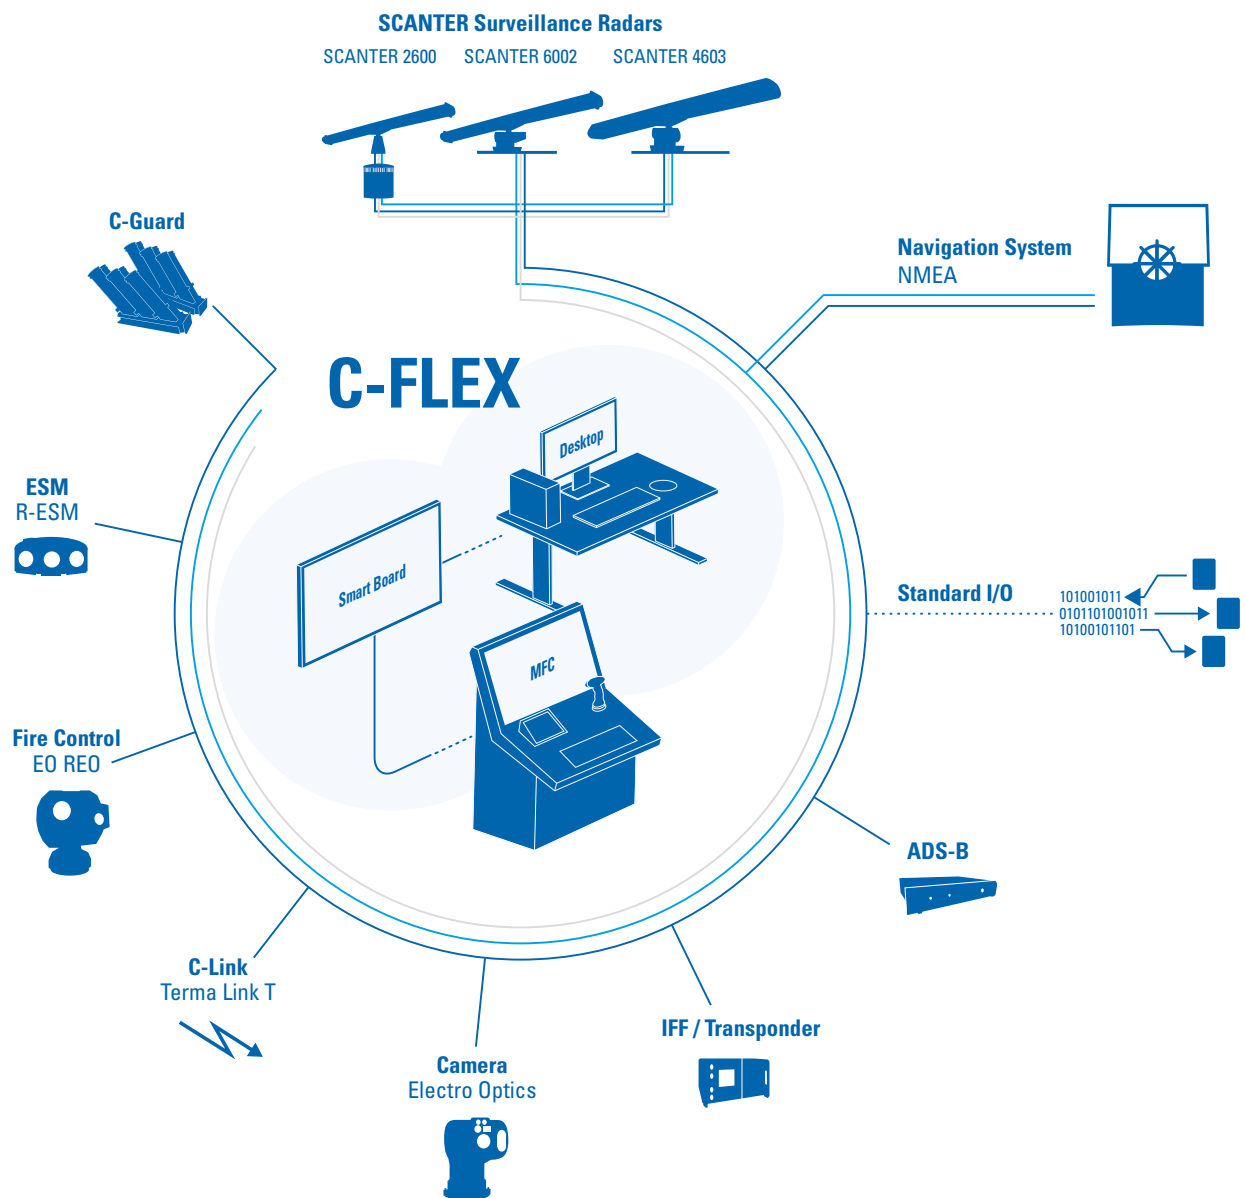 SCANTER Surveillance Radars
SCANTER 2600 SCANTER 6002 SCANTER 4603
C-Guard
Navigation System
NMEA
C-FLEX
Desktop
ESM
R-ESM
Smart Board
Standard I/O
101001011
0101101001011
10100101101
MFC
Fire Control
EO REO
ADS-B
C-Link
Terma Link T
IFF / Transponder
Camera
Electro Optics